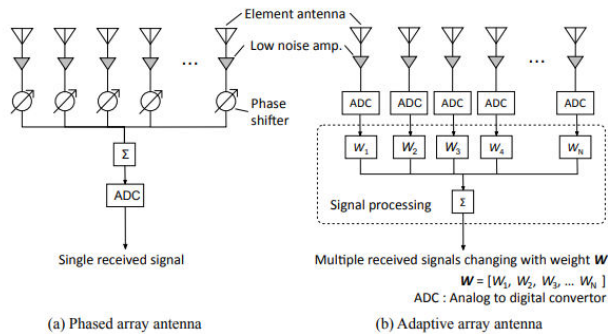 Element antenna
Low noise amp.
...
...
Phase
shifter
Σ
ADC
Single received signal
(a) Phased array antenna
ADC ADC ADC ADC ADC
W1 W2 W3 W4 WN
Signal processing
Σ
Multiple received signals changing with weight W
W = [W1, W2, W3, ... WN ]
ADC : Analog to digital convertor
(b) Adaptive array antenna